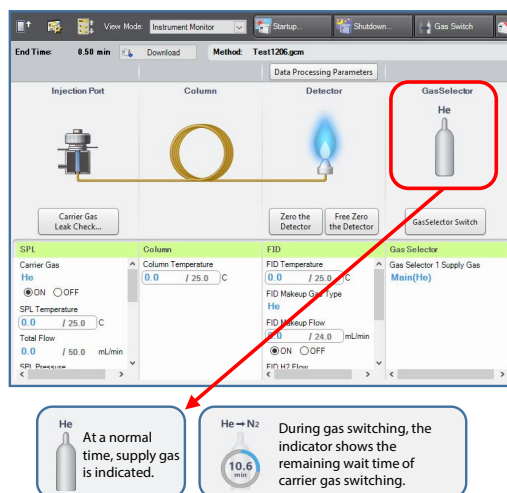 View Mode: Instrument Monitor Startup... Shutdown... Gas Switch
End Time: 0.50 min Download Method: Test1206.gcm
Data Processing Parameters
Injection Port Column Detector GasSelector
He
Carrier Gas
Leak Check...
Zero the
Detector
Free Zero
the Detector
GasSelector Switch
SPL Column FID Gas Selector
Carrier Gas
He
ON OFF
SPL Temperature
0.0 / 25.0 C
Total Flow
0.0 / 50.0 mL/min
SPL Pressure
Column Temperature
0.0 / 25.0 C
FID Temperature
0.0 / 25.0 C
FID Makeup Gas Type
He
FID Makeup Flow
0.0 / 24.0 mL/min
ON OFF
FID H2 Flow
Gas Selector 1 Supply Gas
Main(He)
He
At a normal
time, supply gas
is indicated.
He→N2
10.6
min
During gas switching, the
indicator shows the
remaining wait time of
carrier gas switching.